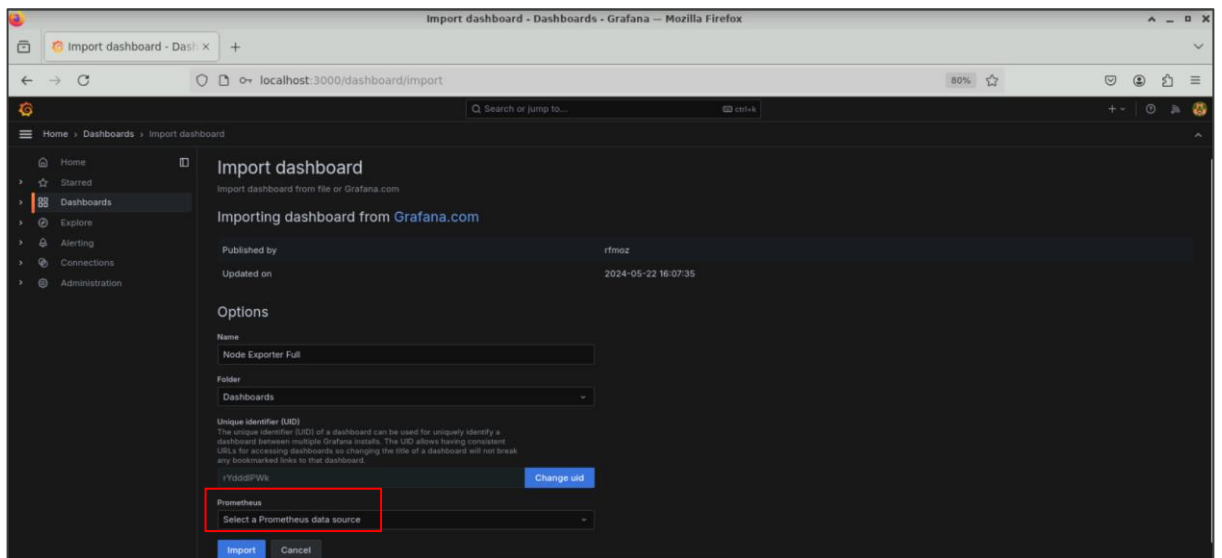 Import dashboard - Dashboards - Grafana — Mozilla Firefox
Import dashboard - Dash
localhost:3000/dashboard/import
80%
Search or jump to...
ctrl+k
Home › Dashboards › Import dashboard
Home
Starred
Dashboards
Explore
Alerting
Connections
Administration
Import dashboard
Import dashboard from file or Grafana.com
Importing dashboard from Grafana.com
Published by rfmoz
Updated on 2024-05-22 16:07:35
Options
Name
Node Exporter Full
Folder
Dashboards
Unique identifier (UID)
The unique identifier (UID) of a dashboard can be used for uniquely identify a
dashboard between multiple Grafana installs. The UID allows having consistent
URLs for accessing dashboards so changing the title of a dashboard will not break
any bookmarked links to that dashboard.
rYdddlPWk
Change uid
Prometheus
Select a Prometheus data source
Import Cancel